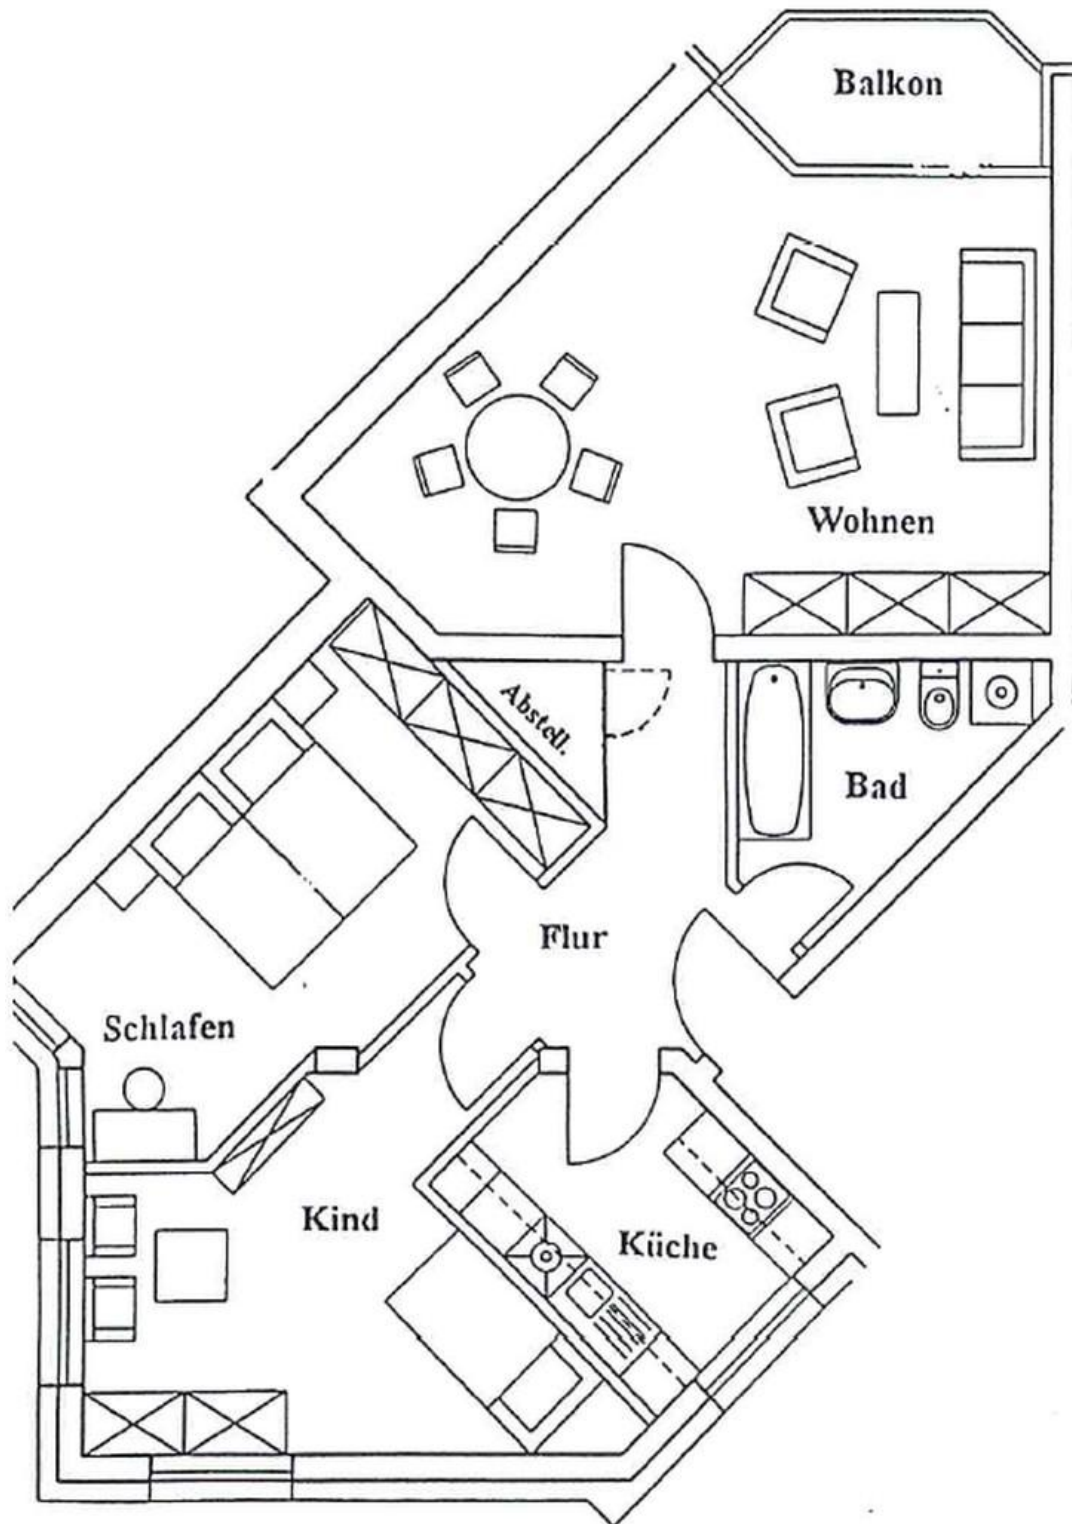 Balkon
Wohnen
Abstell.
Bad
Flur
Schlafen
Kind
Küche